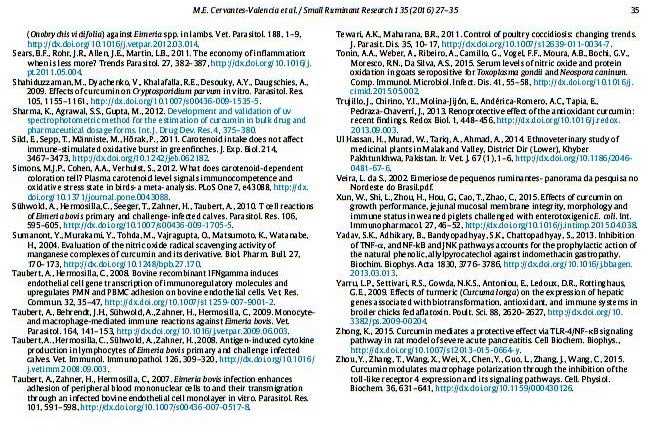 M.E. Cervantes-Valencia et al. / Small Ruminant Research 135 (2016) 27–35
35
(Onobrychis viciifolia) against Eimeria spp. in lambs. Vet. Parasitol. 188, 1–9,
http://dx.doi.org/10.1016/j.vetpar.2012.03.014.
Sears, B.F., Rohr, J.R., Allen, J.E., Martin, L.B., 2011. The economy of inflammation:
when is less more? Trends Parasitol. 27, 382–387, http://dx.doi.org/10.1016/j.
pt.2011.05.004.
Shahiduzzaman, M., Dyachenko, V., Khalafalla, R.E., Desouky, A.Y., Daugschies, A.,
2009. Effects of curcumin on Cryptosporidium parvum in vitro. Parasitol. Res.
105, 1155–1161, http://dx.doi.org/10.1007/s00436-009-1535-5.
Sharma, K., Agrawal, S.S., Gupta, M., 2012. Development and validation of uv
spectrophotometric method for the estimation of curcumin in bulk drug and
pharmaceutical dosage forms. Int. J. Drug Dev. Res. 4, 375–380.
Sild, E., Sepp, T., Männiste, M., Hõrak, P., 2011. Carotenoid intake does not affect
immune-stimulated oxidative burst in greenfinches. J. Exp. Biol. 214,
3467–3473, http://dx.doi.org/10.1242/jeb.062182.
Simons, M.J.P., Cohen, A.A., Verhulst, S., 2012. What does carotenoid-dependent
coloration tell? Plasma carotenoid level signals immunocompetence and
oxidative stress state in birds-a meta-analysis. PLoS One 7, e43088, http://dx.
doi.org/10.1371/journal.pone.0043088.
Sühwold, A., Hermosilla, C., Seeger, T., Zahner, H., Taubert, A., 2010. T cell reactions
of Eimeria bovis primary and challenge-infected calves. Parasitol. Res. 106,
595–605, http://dx.doi.org/10.1007/s00436-009-1705-5.
Sumanont, Y., Murakami, Y., Tohda, M., Vajragupta, O., Matsumoto, K., Watanabe,
H., 2004. Evaluation of the nitric oxide radical scavenging activity of
manganese complexes of curcumin and its derivative. Biol. Pharm. Bull. 27,
170–173, http://dx.doi.org/10.1248/bpb.27.170.
Taubert, A., Hermosilla, C., 2008. Bovine recombinant IFNgamma induces
endothelial cell gene transcription of immunoregulatory molecules and
upregulates PMN and PBMC adhesion on bovine endothelial cells. Vet. Res.
Commun. 32, 35–47, http://dx.doi.org/10.1007/s11259-007-9001-2.
Taubert, A., Behrendt, J.H., Sühwold, A., Zahner, H., Hermosilla, C., 2009. Monocyte-
and macrophage-mediated immune reactions against Eimeria bovis. Vet.
Parasitol. 164, 141–153, http://dx.doi.org/10.1016/j.vetpar.2009.06.003.
Taubert, A., Hermosilla, C., Sühwold, A., Zahner, H., 2008. Antigen-induced cytokine
production in lymphocytes of Eimeria bovis primary and challenge infected
calves. Vet. Immunol. Immunopathol. 126, 309–320, http://dx.doi.org/10.1016/
j.vetimm.2008.09.003.
Taubert, A., Zahner, H., Hermosilla, C., 2007. Eimeria bovis infection enhances
adhesion of peripheral blood mononuclear cells to and their transmigration
through an infected bovine endothelial cell monolayer in vitro. Parasitol. Res.
101, 591–598, http://dx.doi.org/10.1007/s00436-007-0517-8.
Tewari, A.K., Maharana, B.R., 2011. Control of poultry coccidiosis: changing trends.
J. Parasit. Dis. 35, 10–17, http://dx.doi.org/10.1007/s12639-011-0034-7.
Tonin, A.A., Weber, A., Ribeiro, A., Camillo, G., Vogel, F.F., Moura, A.B., Bochi, G.V.,
Moresco, R.N., Da Silva, A.S., 2015. Serum levels of nitric oxide and protein
oxidation in goats seropositive for Toxoplasma gondii and Neospora caninum.
Comp. Immunol. Microbiol. Infect. Dis. 41, 55–58, http://dx.doi.org/10.1016/j.
cimid.2015.05.002.
Trujillo, J., Chirino, Y.I., Molina-Jijón, E., Andérica-Romero, A.C., Tapia, E.,
Pedraza-Chaverrí, J., 2013. Renoprotective effect of the antioxidant curcumin:
recent findings. Redox Biol. 1, 448–456, http://dx.doi.org/10.1016/j.redox.
2013.09.003.
Ul Hassan, H., Murad, W., Tariq, A., Ahmad, A., 2014. Ethnoveterinary study of
medicinal plants in Malakand Valley, District Dir (Lower), Khyber
Pakhtunkhwa, Pakistan. Ir. Vet. J. 67 (1), 1–6, http://dx.doi.org/10.1186/2046-
0481-67-6.
Veira, L. da S., 2002. Eimeriose de pequenos ruminantes- panorama da pesquisa no
Nordeste do Brasil.pdf.
Xun, W., Shi, L., Zhou, H., Hou, G., Cao, T., Zhao, C., 2015. Effects of curcumin on
growth performance, jejunal mucosal membrane integrity, morphology and
immune status in weaned piglets challenged with enterotoxigenic E. coli. Int.
Immunopharmacol. 27, 46–52, http://dx.doi.org/10.1016/j.intimp.2015.04.038.
Yadav, S.K., Adhikary, B., Bandyopadhyay, S.K., Chattopadhyay, S., 2013. Inhibition
of TNF-α, and NF-kB and JNK pathways accounts for the prophylactic action of
the natural phenolic, allylpyrocatechol against indomethacin gastropathy.
Biochim. Biophys. Acta 1830, 3776–3786, http://dx.doi.org/10.1016/j.bbagen.
2013.03.013.
Yarru, L.P., Settivari, R.S., Gowda, N.K.S., Antoniou, E., Ledoux, D.R., Rottinghaus,
G.E., 2009. Effects of turmeric (Curcuma longa) on the expression of hepatic
genes associated with biotransformation, antioxidant, and immune systems in
broiler chicks fed aflatoxin. Poult. Sci. 88, 2620–2627, http://dx.doi.org/10.
3382/ps.2009-00204.
Zhong, K., 2015. Curcumin mediates a protective effect via TLR-4/NF-κB signaling
pathway in rat model of severe acute pancreatitis. Cell Biochem. Biophys.,
http://dx.doi.org/10.1007/s12013-015-0664-y.
Zhou, Y., Zhang, T., Wang, X., Wei, X., Chen, Y., Guo, L., Zhang, J., Wang, C., 2015.
Curcumin modulates macrophage polarization through the inhibition of the
toll-like receptor 4 expression and its signaling pathways. Cell. Physiol.
Biochem. 36, 631–641, http://dx.doi.org/10.1159/000430126.